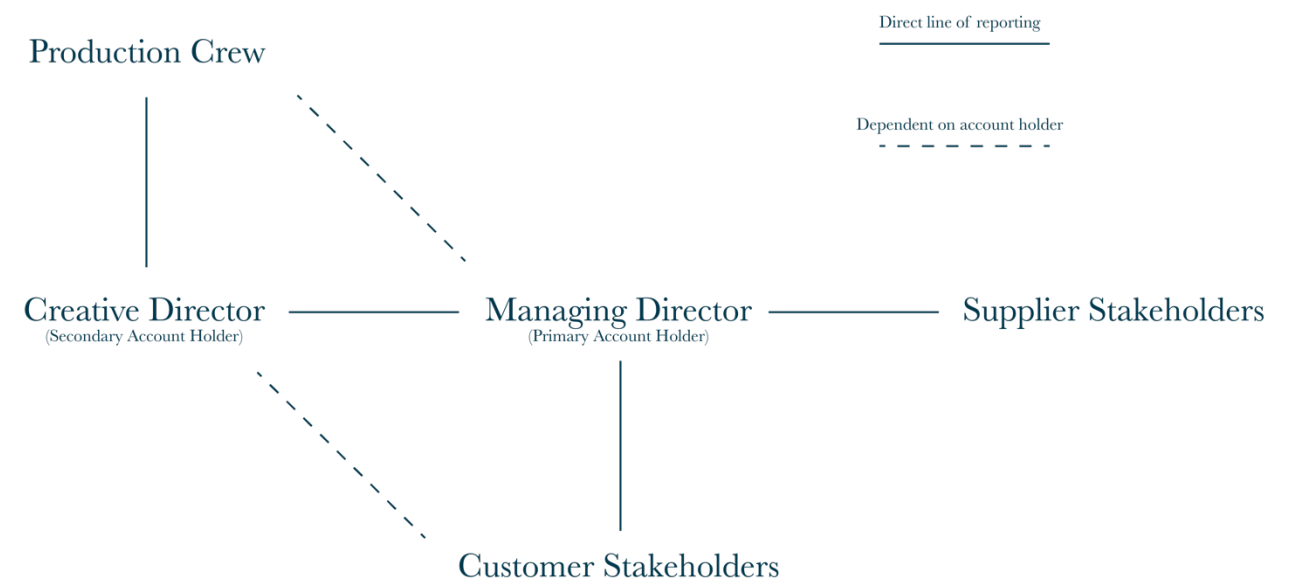 Direct line of reporting
Production Crew
Dependent on account holder
Creative Director
(Secondary Account Holder)
Managing Director
(Primary Account Holder)
Supplier Stakeholders
Customer Stakeholders